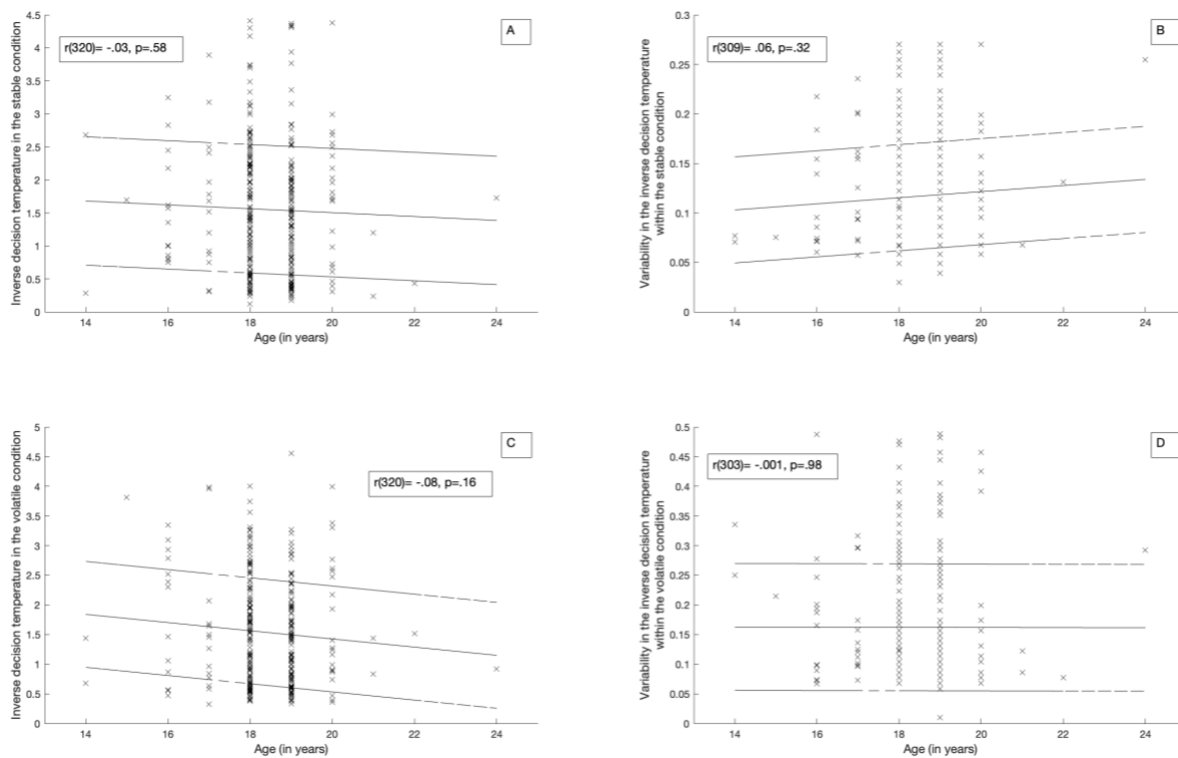 A
r(320)= -.03, p=.58
Inverse decision temperature in the stable condition
4.5
4
3.5
3
2.5
2
1.5
1
0.5
0
14 16 18 20 22 24
Age (in years)
B
r(309)= .06, p=.32
Variability in the inverse decision temperature
within the stable condition
0.3
0.25
0.2
0.15
0.1
0.05
0
14 16 18 20 22 24
Age (in years)
C
r(320)= -.08, p=.16
Inverse decision temperature in the volatile condition
5
4.5
4
3.5
3
2.5
2
1.5
1
0.5
0
14 16 18 20 22 24
Age (in years)
D
r(303)= -.001, p=.98
Variability in the inverse decision temperature
within the volatile condition
0.5
0.45
0.4
0.35
0.3
0.25
0.2
0.15
0.1
0.05
0
14 16 18 20 22 24
Age (in years)